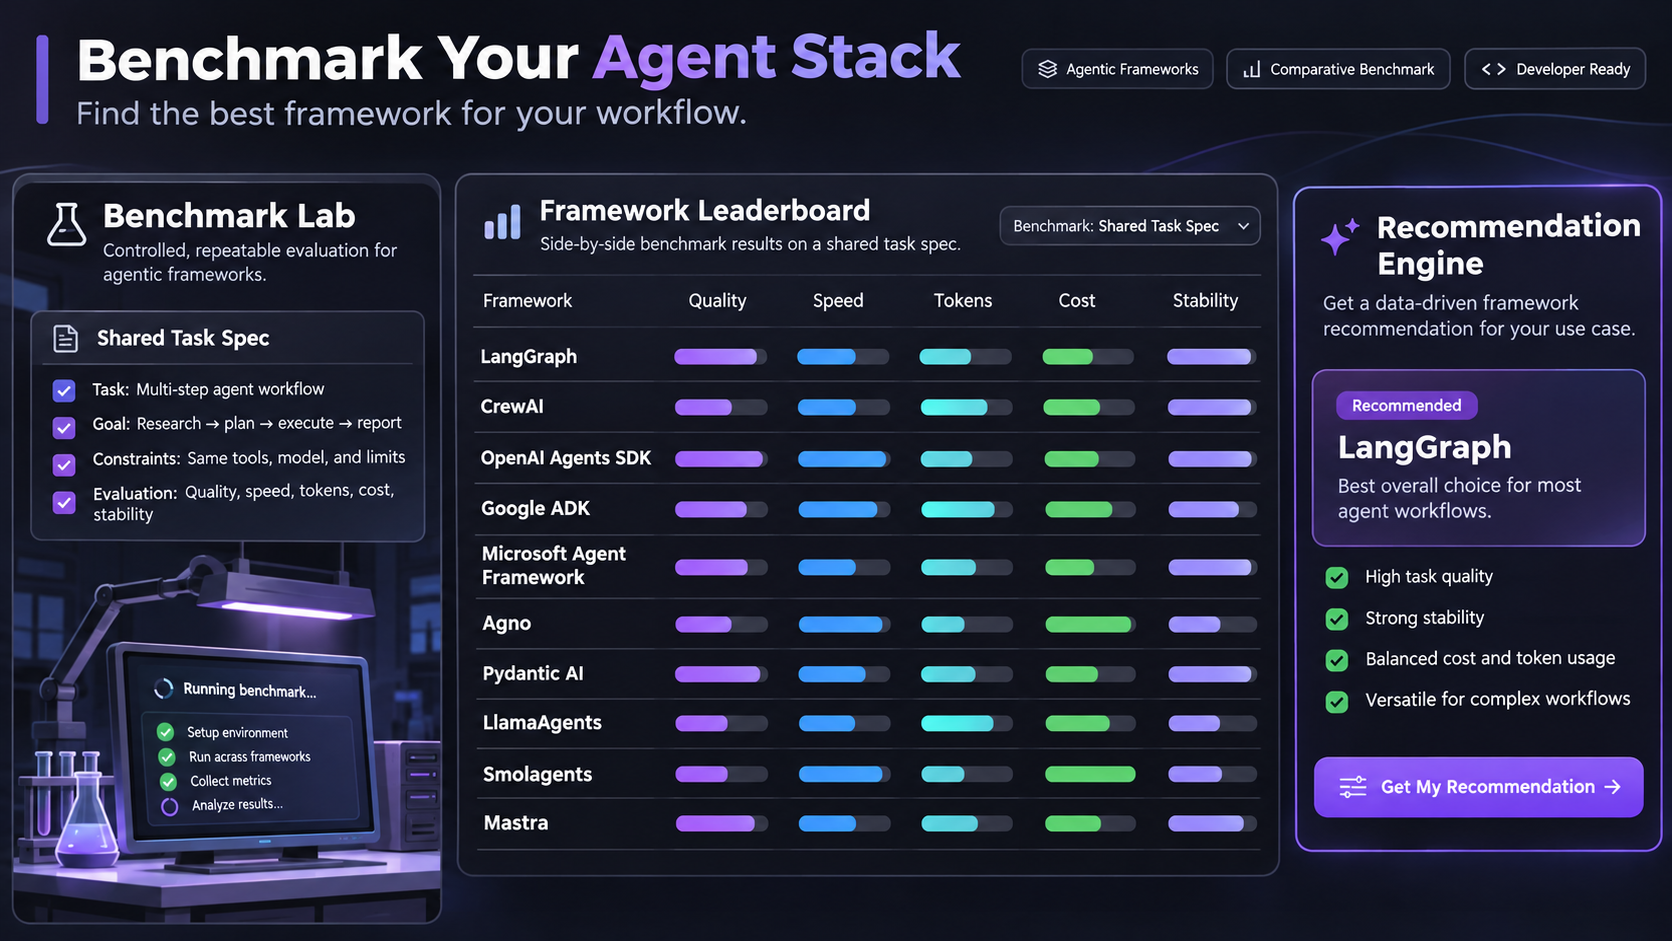 Benchmark Your Agent Stack
Find the best framework for your workflow.
Agentic Frameworks
Comparative Benchmark
Developer Ready
Benchmark Lab
Controlled, repeatable evaluation for
agentic frameworks.
Shared Task Spec
Task: Multi-step agent workflow
Goal: Research → plan → execute → report
Constraints: Same tools, model, and limits
Evaluation: Quality, speed, tokens, cost,
stability
Running benchmark...
Setup environment
Run acrass frameworks
Collect metrics
Analyze results...
Framework Leaderboard
Side-by-side benchmark results on a shared task spec.
Benchmark: Shared Task Spec
Framework Quality Speed Tokens Cost Stability
LangGraph
CrewAI
OpenAI Agents SDK
Google ADK
Microsoft Agent
Framework
Agno
Pydantic AI
LlamaAgents
Smolagents
Mastra
Recommendation
Engine
Get a data-driven framework
recommendation for your use case.
Recommended
LangGraph
Best overall choice for most
agent workflows.
High task quality
Strong stability
Balanced cost and token usage
Versatile for complex workflows
Get My Recommendation →